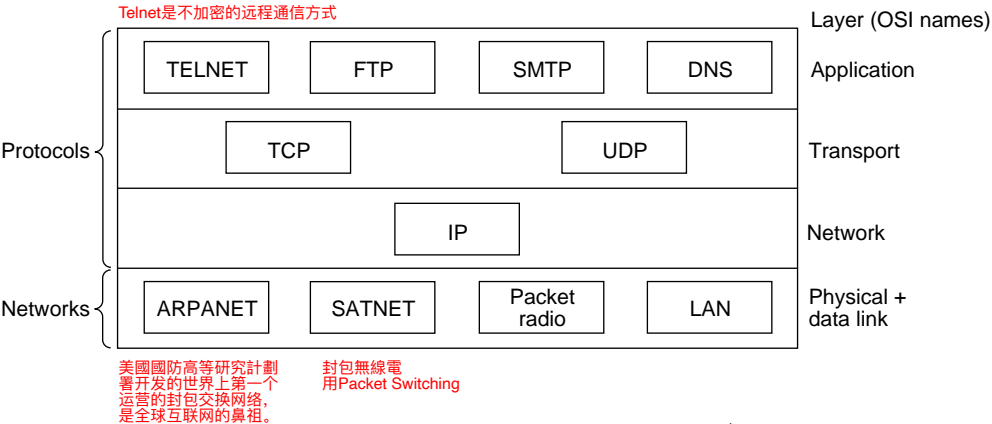 Telnet是不加密的远程通信方式
Layer (OSI names)
TELNET FTP SMTP DNS Application
Protocols TCP UDP Transport
IP Network
Networks ARPANET SATNET Packet radio LAN Physical + data link
美國國防高等研究計劃
署开发的世界上第一个
运营的封包交换网络，
是全球互联网的鼻祖。
封包無線電
用Packet Switching